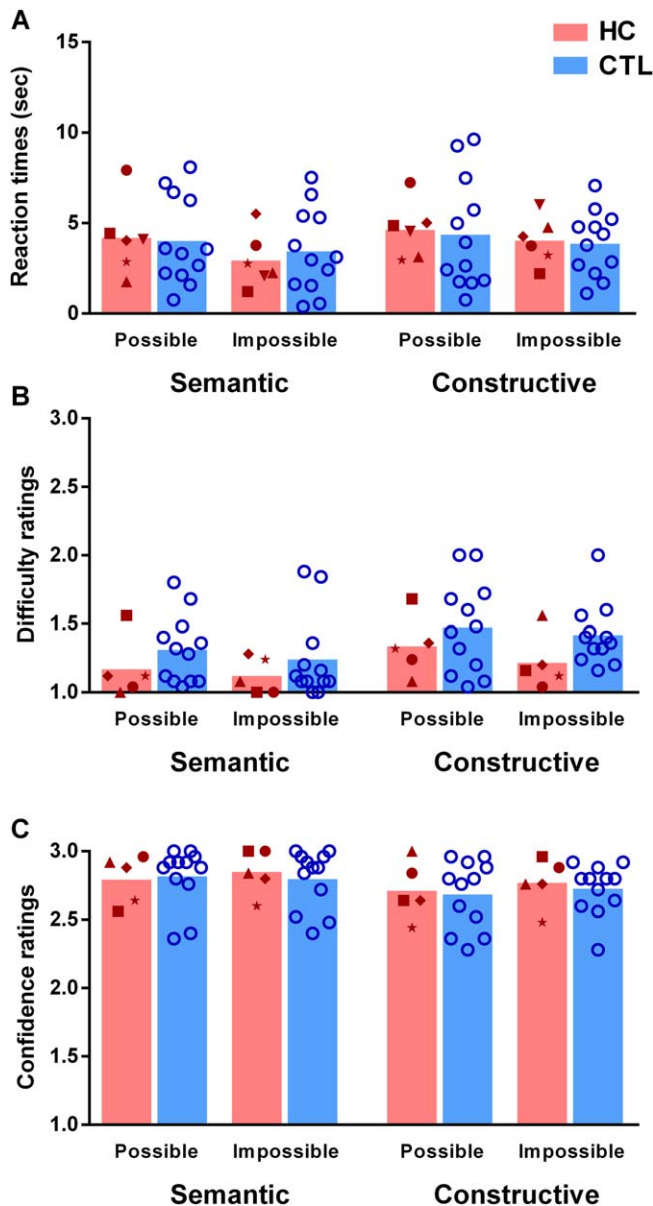 A
HC
CTL
Reaction times (sec)
15
10
5
0
Possible Impossible Possible Impossible
Semantic Constructive
B
Difficulty ratings
3.0
2.5
2.0
1.5
1.0
Possible Impossible Possible Impossible
Semantic Constructive
C
Confidence ratings
3.0
2.5
2.0
1.5
1.0
Possible Impossible Possible Impossible
Semantic Constructive